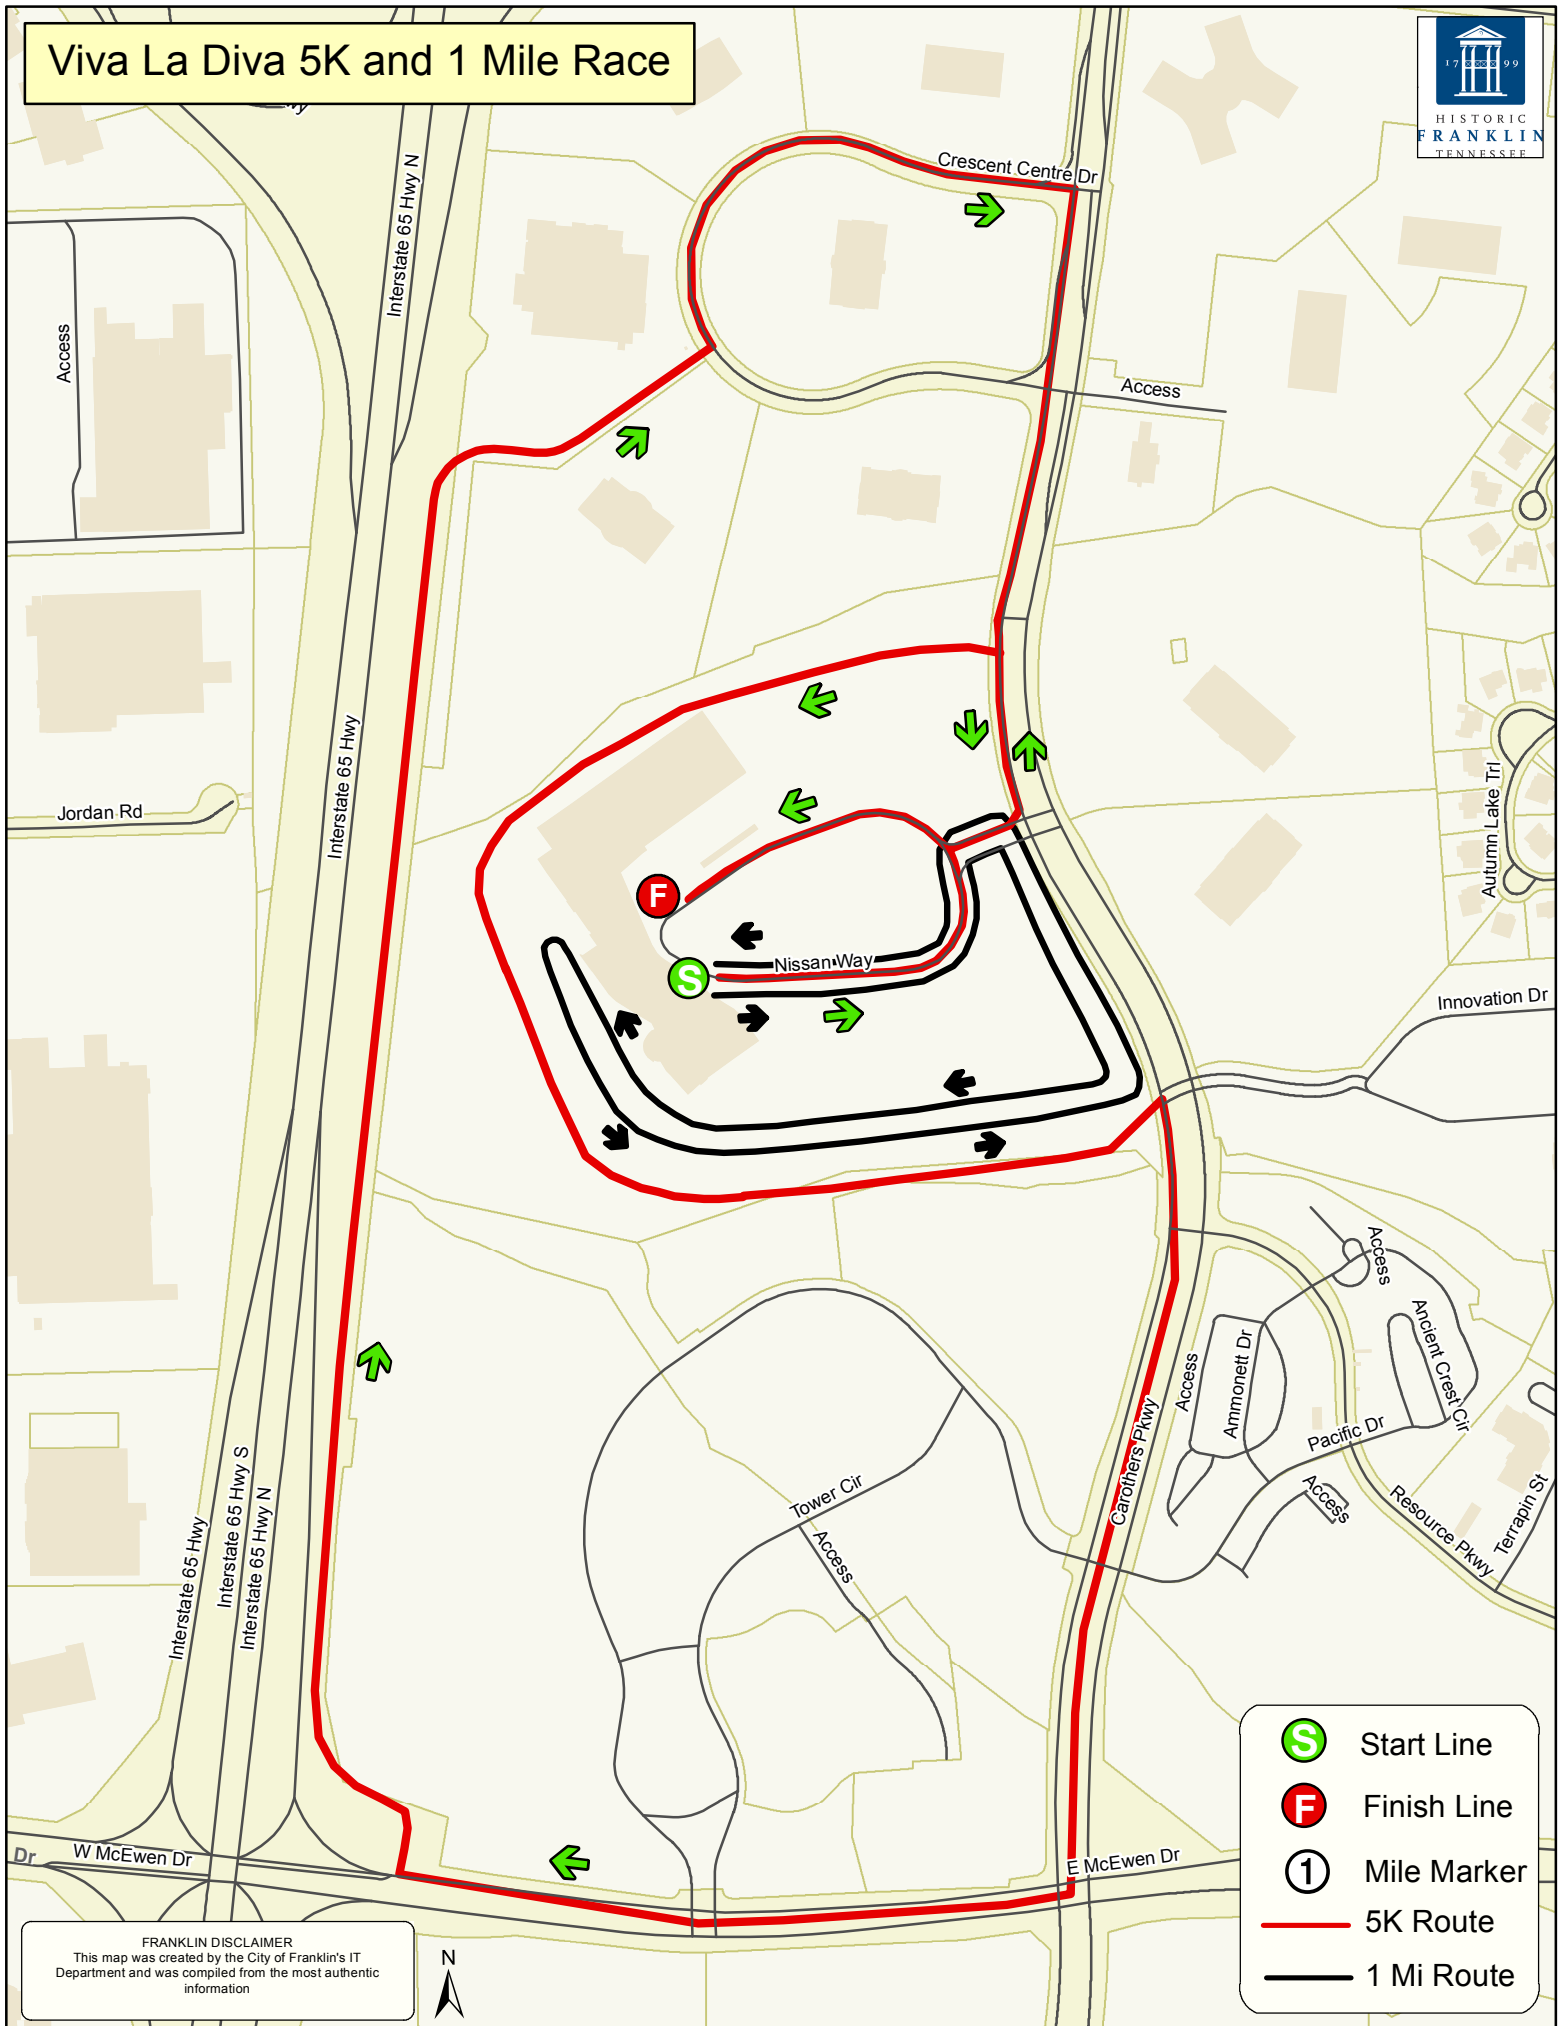 Viva La Diva 5K and 1 Mile Race
17 99
HISTORIC
FRANKLIN
TENNESSEE
Crescent Centre Dr
Interstate 65 Hwy N
Access
Access
Interstate 65 Hwy
Jordan Rd
Autumn Lake Trl
F
S
Nissan Way
Innovation Dr
Access
Ancient Crest Cir
Access
Ammonett Dr
Carothers Pkwy
Pacific Dr
Access
Resource Pkwy
Terrapin St
Tower Cir
Access
Interstate 65 Hwy S
Interstate 65 Hwy N
Interstate 65 Hwy
Dr
W McEwen Dr
E McEwen Dr
S Start Line
F Finish Line
1 Mile Marker
5K Route
1 Mi Route
FRANKLIN DISCLAIMER
This map was created by the City of Franklin's IT
Department and was compiled from the most authentic
information
N